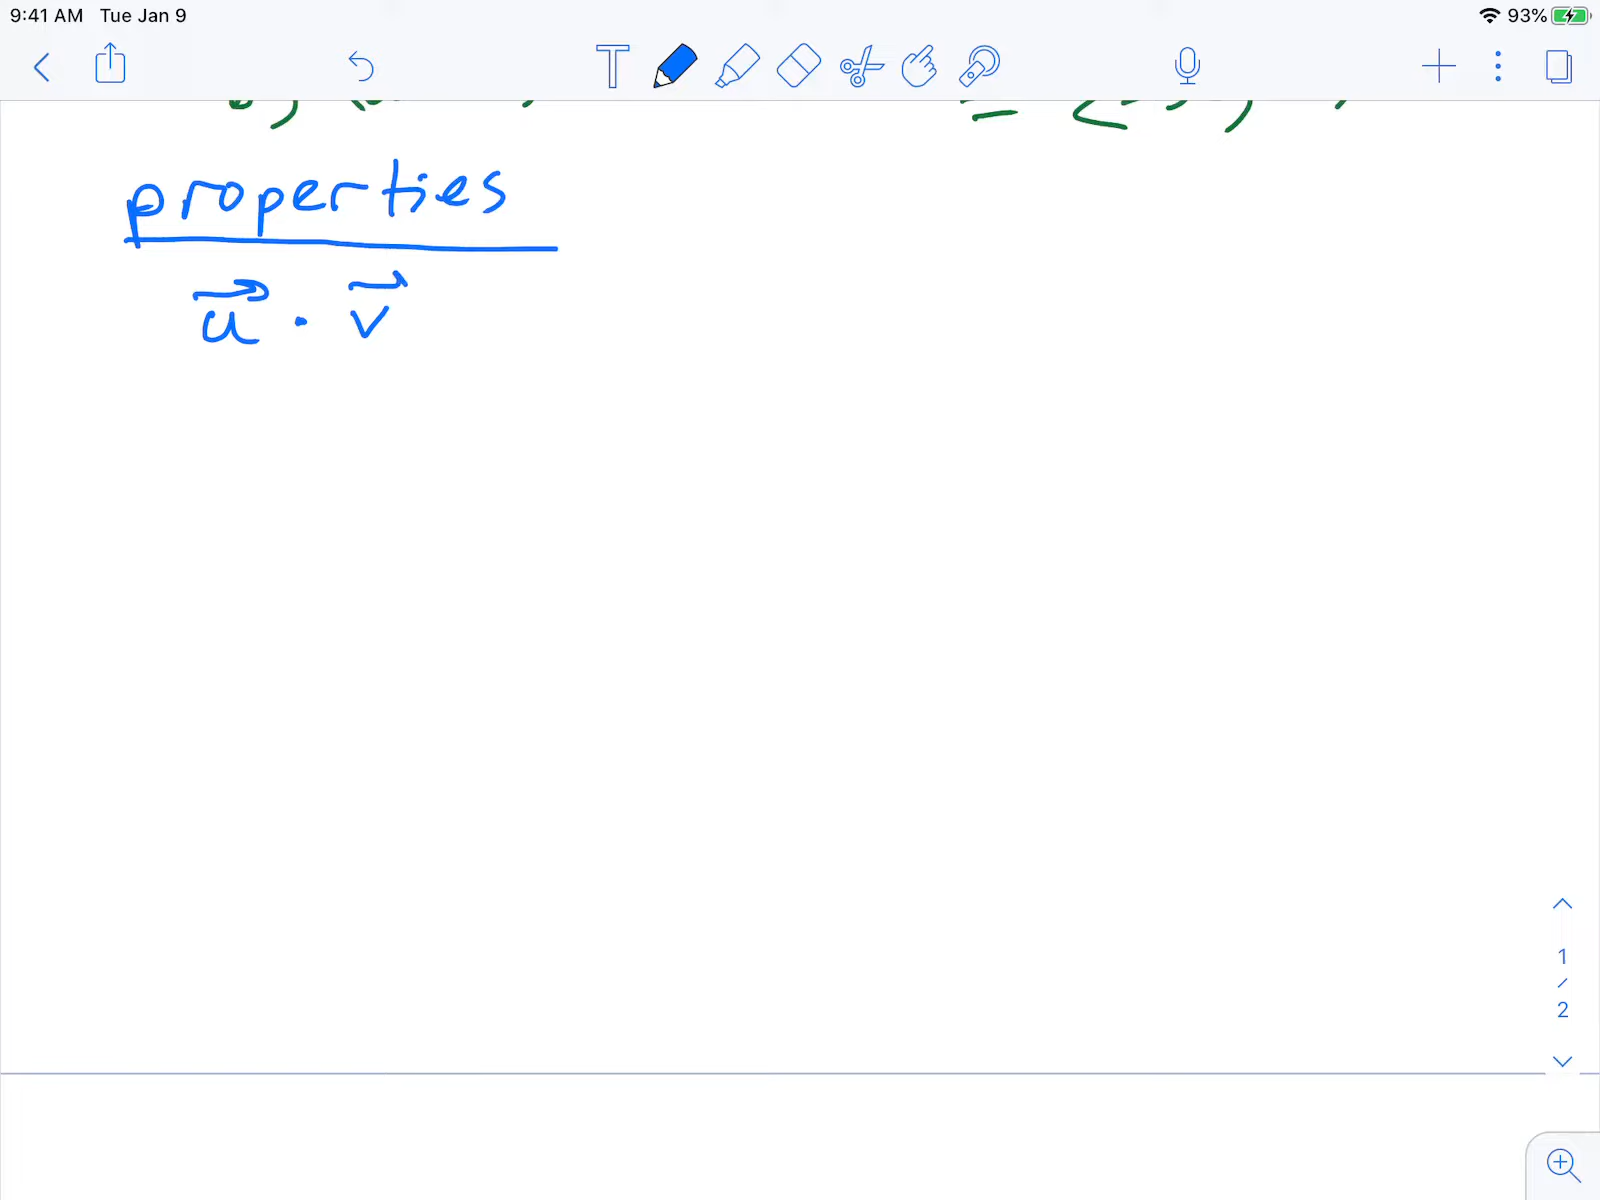 9:41 AM Tue Jan 9 93%
properties
u⃗ · v⃗
1
/
2